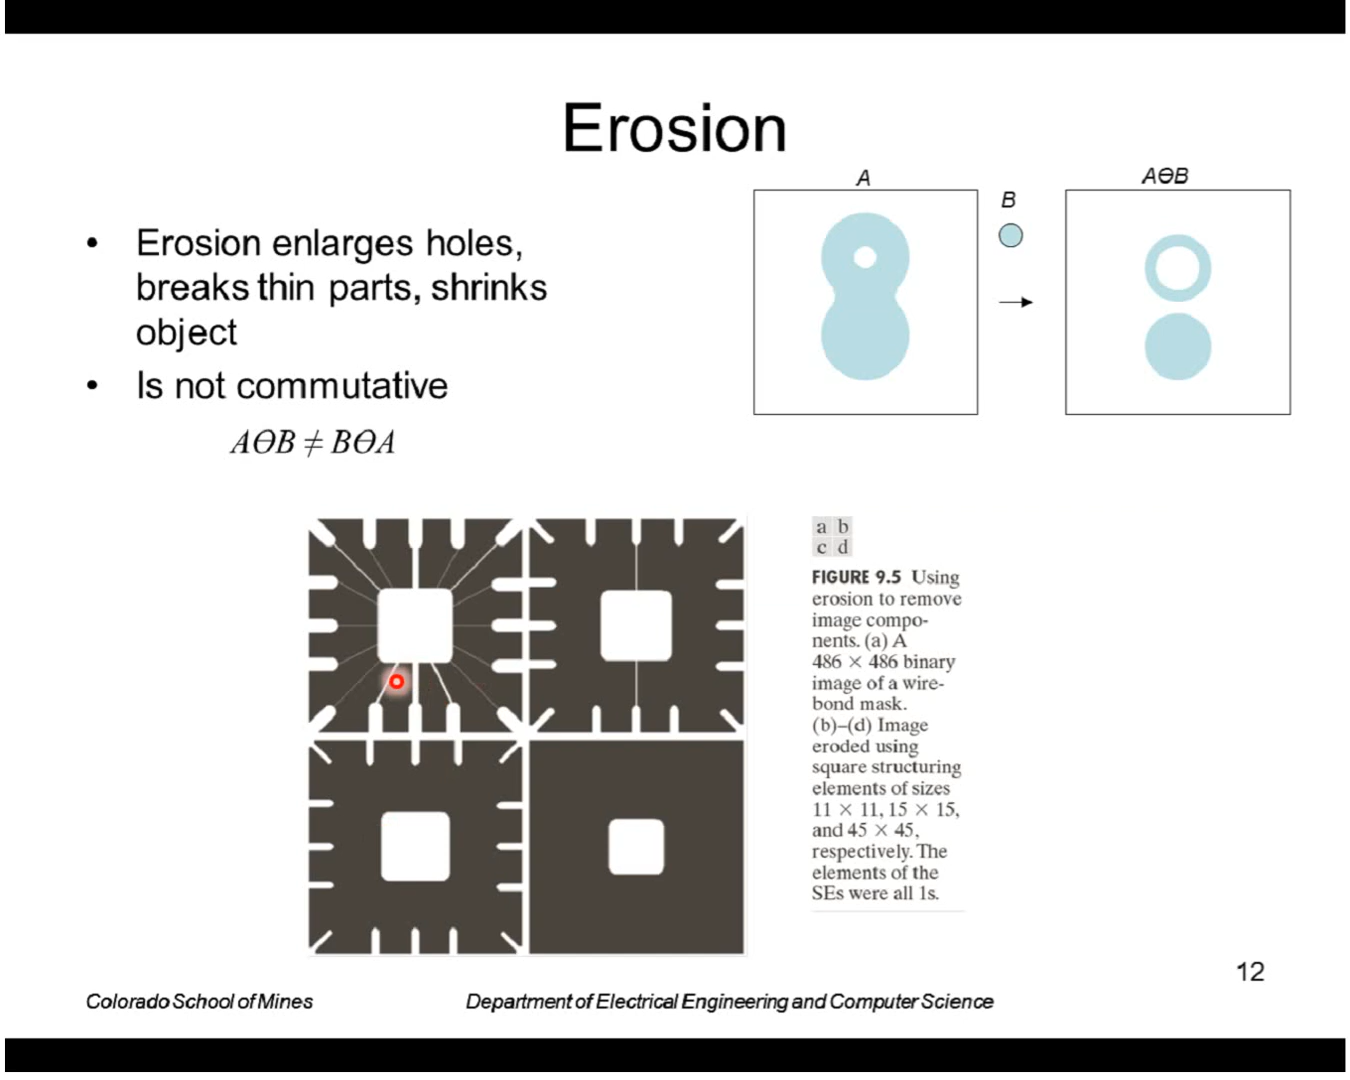 Erosion
• Erosion enlarges holes,
breaks thin parts, shrinks
object
• Is not commutative
AΘB ≠ BΘA
A
B
AΘB
a b
c d
FIGURE 9.5 Using
erosion to remove
image compo-
nents. (a) A
486 × 486 binary
image of a wire-
bond mask.
(b)–(d) Image
eroded using
square structuring
elements of sizes
11 × 11, 15 × 15,
and 45 × 45,
respectively. The
elements of the
SEs were all 1s.
12
Colorado School of Mines
Department of Electrical Engineering and Computer Science